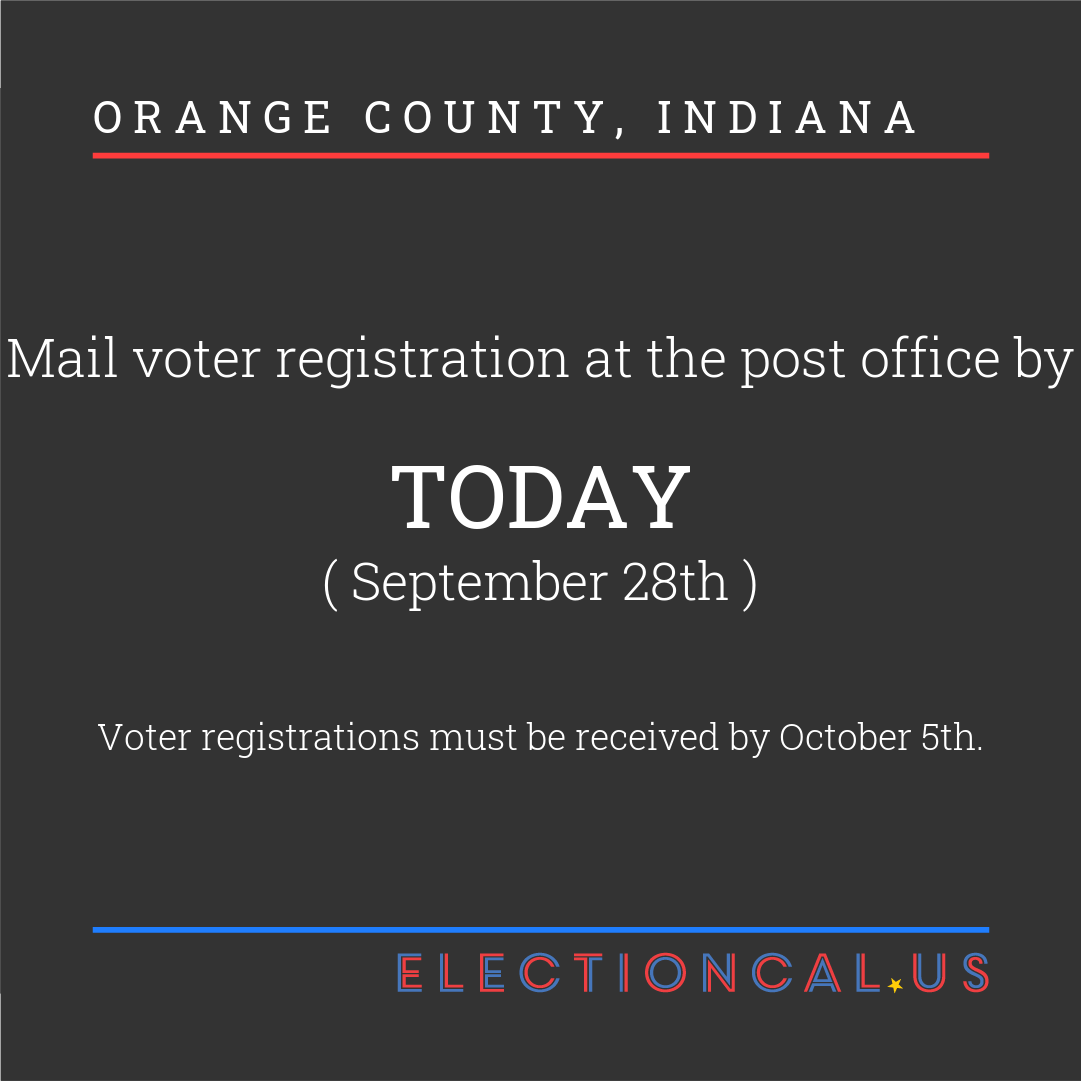 ORANGE COUNTY, INDIANA
Mail voter registration at the post office by
TODAY
( September 28th )
Voter registrations must be received by October 5th.
ELECTIONCAL.US